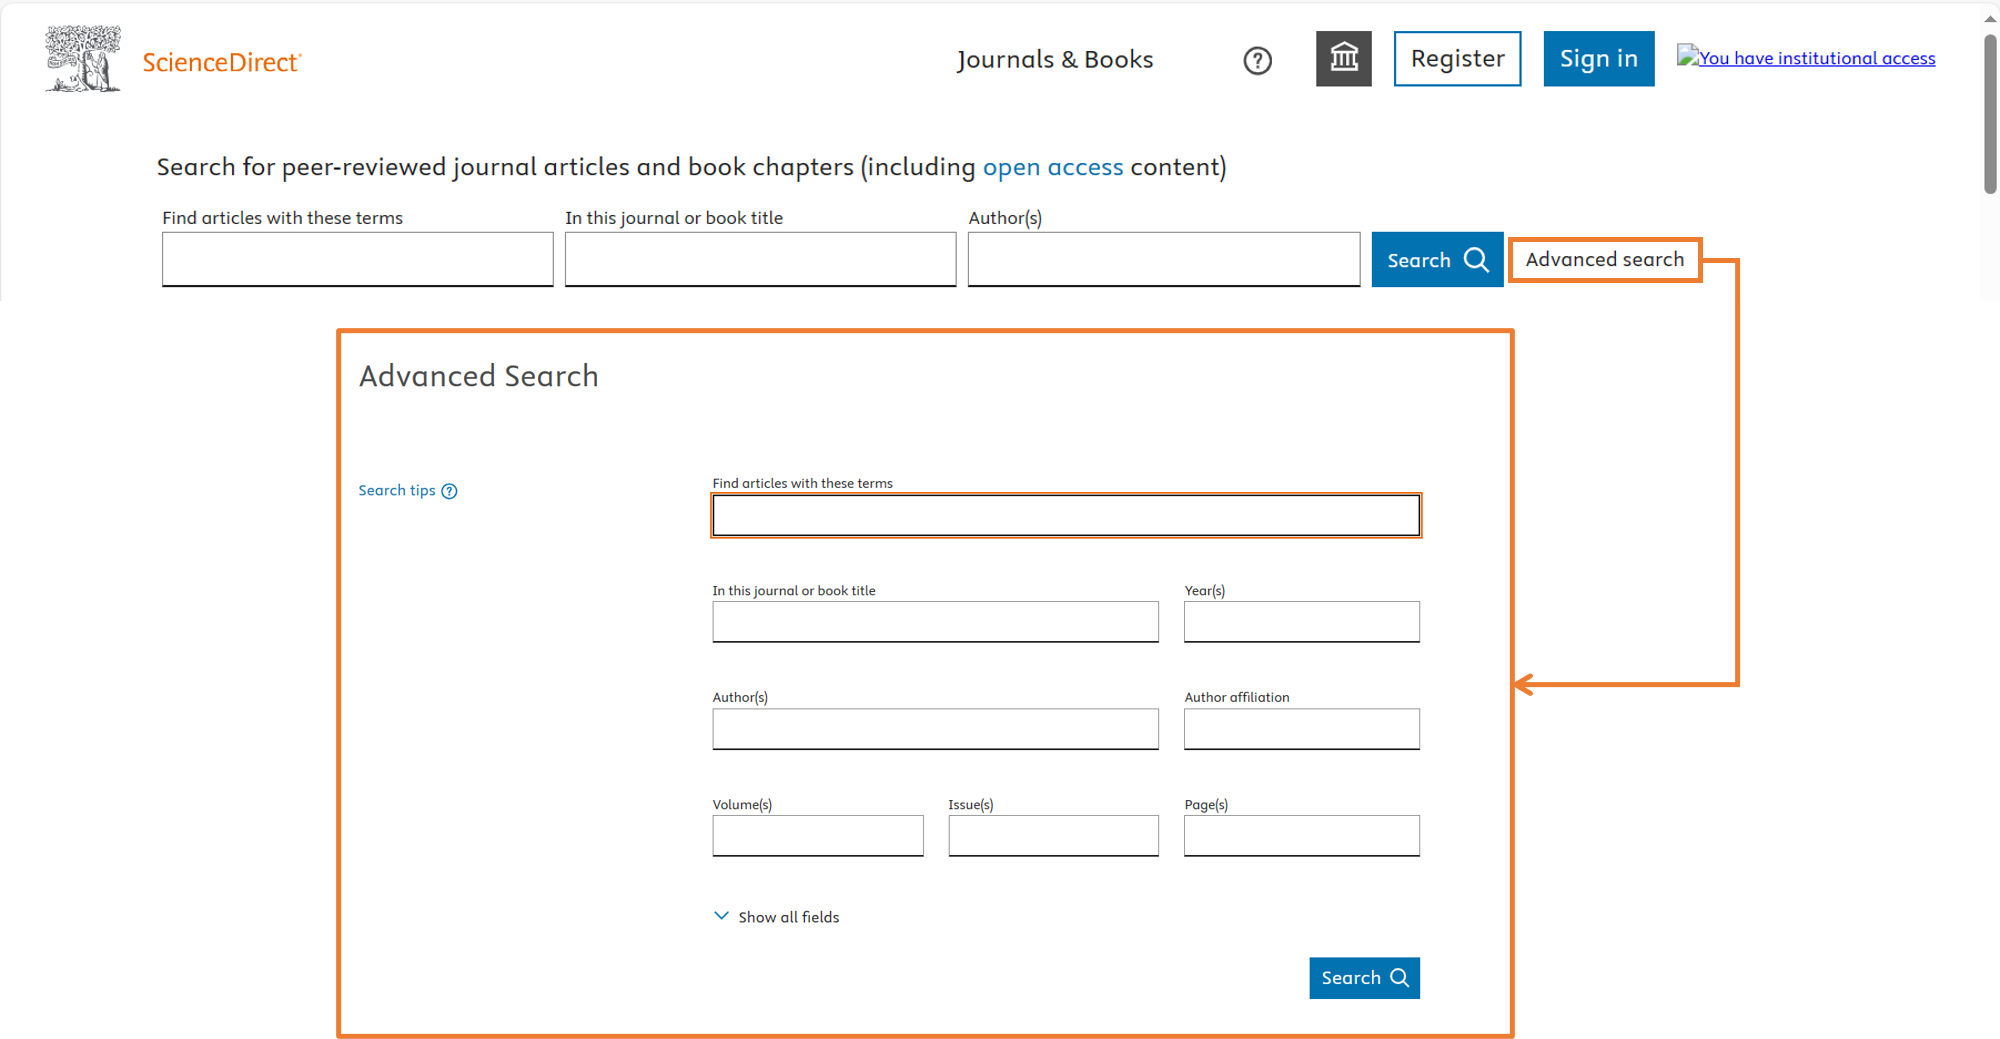 ScienceDirect
Journals & Books
?
Register
Sign in
You have institutional access
Search for peer-reviewed journal articles and book chapters (including open access content)
Find articles with these terms
In this journal or book title
Author(s)
Search
Advanced search
Advanced Search
Search tips ?
Find articles with these terms
In this journal or book title
Year(s)
Author(s)
Author affiliation
Volume(s)
Issue(s)
Page(s)
Show all fields
Search